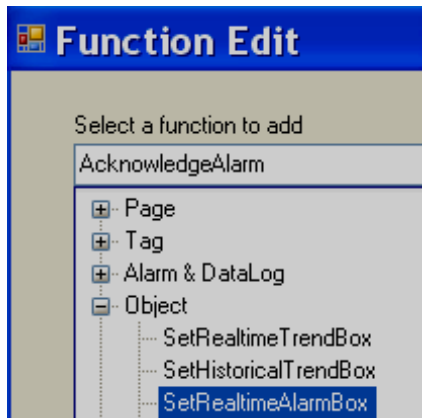 Function Edit
Select a function to add
AcknowledgeAlarm
Page
Tag
Alarm & DataLog
Object
SetRealtimeTrendBox
SetHistoricalTrendBox
SetRealtimeAlarmBox